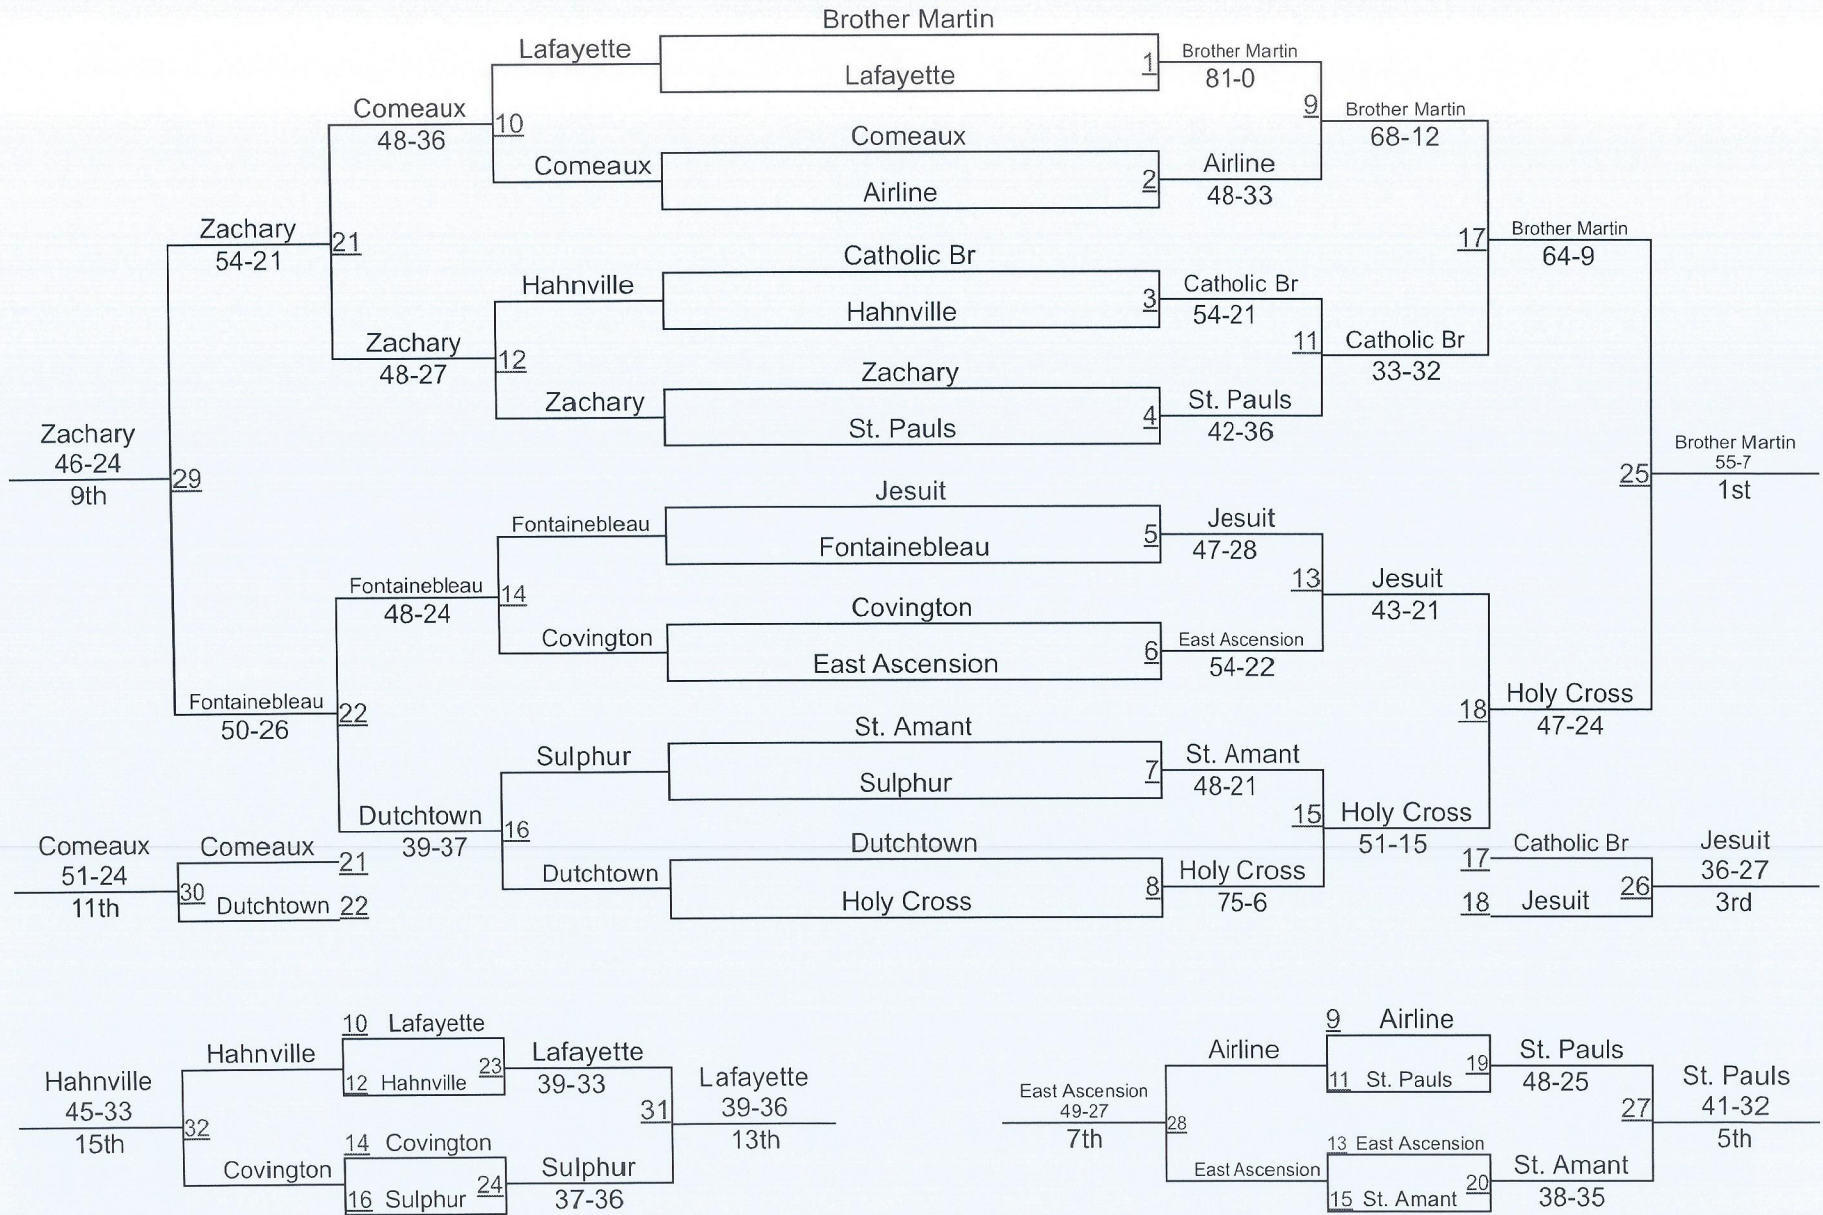 Brother Martin
Lafayette
Lafayette
1
Brother Martin
81-0
Comeaux
48-36
10
Comeaux
Comeaux
Airline
2
Airline
48-33
9
Brother Martin
68-12
Zachary
54-21
21
Hahnville
Catholic Br
Hahnville
3
Catholic Br
54-21
17
Brother Martin
64-9
Zachary
48-27
12
Zachary
Zachary
St. Pauls
4
St. Pauls
42-36
11
Catholic Br
33-32
Zachary
46-24
9th
29
25
Brother Martin
55-7
1st
Fontainebleau
Jesuit
Fontainebleau
5
Jesuit
47-28
Fontainebleau
48-24
14
Covington
Covington
East Ascension
6
East Ascension
54-22
13
Jesuit
43-21
Fontainebleau
50-26
22
Sulphur
St. Amant
Sulphur
7
St. Amant
48-21
18
Holy Cross
47-24
Dutchtown
39-37
16
Dutchtown
Dutchtown
Holy Cross
8
Holy Cross
75-6
15
Holy Cross
51-15
Comeaux
51-24
11th
30
Comeaux
21
Dutchtown
22
17
Catholic Br
18
Jesuit
26
Jesuit
36-27
3rd
Hahnville
45-33
15th
32
Hahnville
Covington
10
Lafayette
12
Hahnville
23
Lafayette
39-33
14
Covington
16
Sulphur
24
Sulphur
37-36
31
Lafayette
39-36
13th
East Ascension
49-27
7th
28
Airline
East Ascension
9
Airline
11
St. Pauls
19
St. Pauls
48-25
13
East Ascension
15
St. Amant
20
St. Amant
38-35
27
St. Pauls
41-32
5th